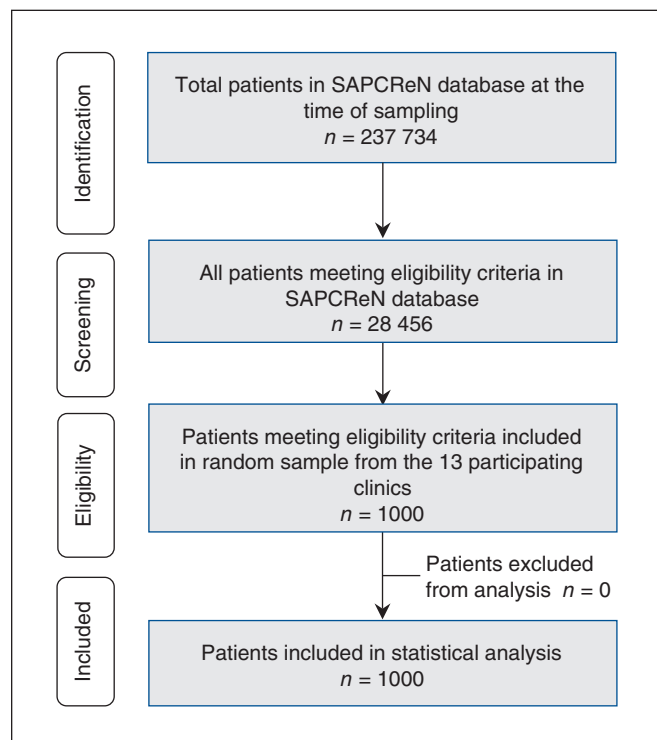 Identification
Total patients in SAPCReN database at the
time of sampling
n = 237 734
Screening
All patients meeting eligibility criteria in
SAPCReN database
n = 28 456
Eligibility
Patients meeting eligibility criteria included
in random sample from the 13 participating
clinics
n = 1000
Patients excluded
from analysis n = 0
Included
Patients included in statistical analysis
n = 1000